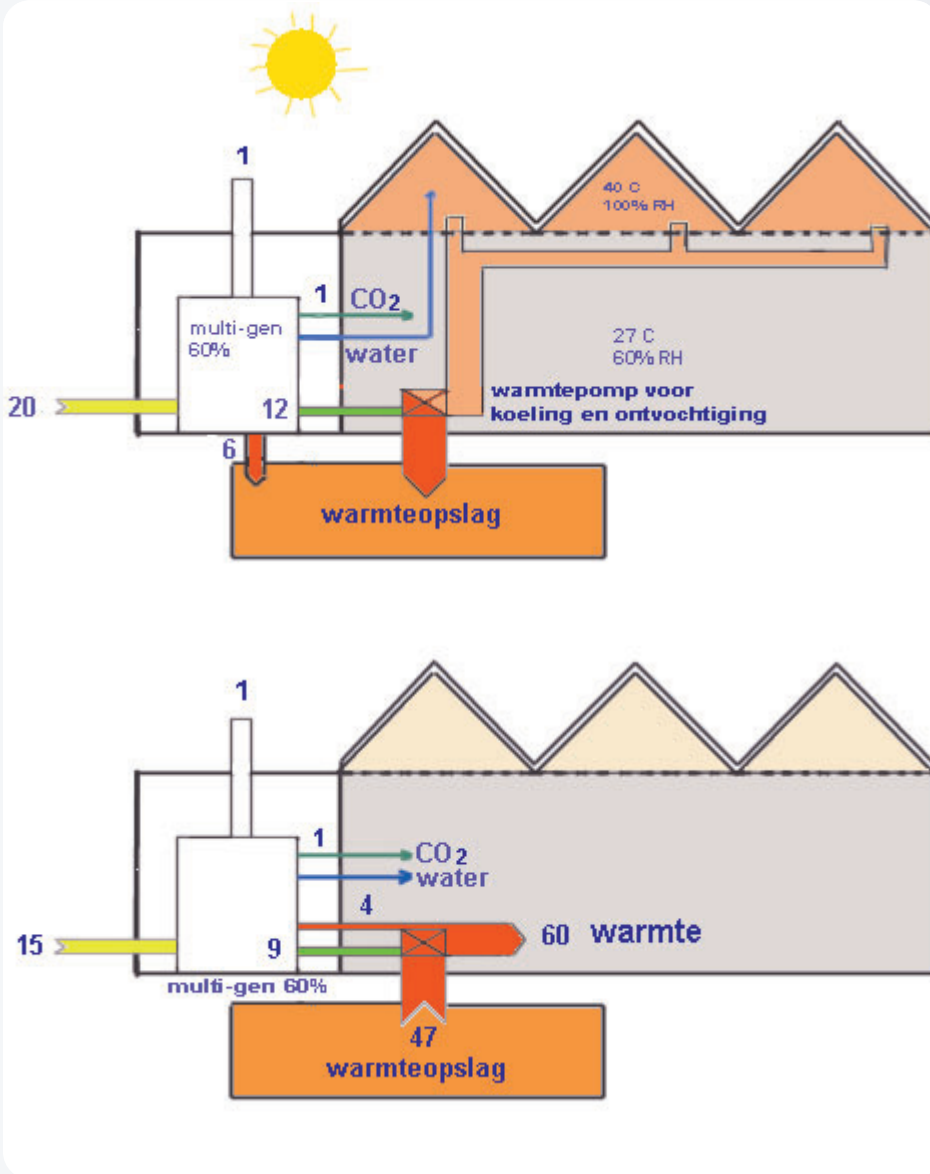 1
40 C
100% RH
1
CO2
multi-gen
60%
water
27 C
60% RH
20
12
warmtepomp voor
koeling en ontvochtiging
6
warmteopslag
1
1
CO2
water
4
15
9
60 warmte
multi-gen 60%
47
warmteopslag